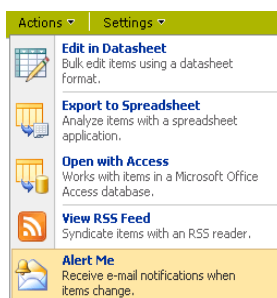 Actions Settings
Edit in Datasheet
Bulk edit items using a datasheet
format.
Export to Spreadsheet
Analyze items with a spreadsheet
application.
Open with Access
Works with items in a Microsoft Office
Access database.
View RSS Feed
Syndicate items with an RSS reader.
Alert Me
Receive e-mail notifications when
items change.